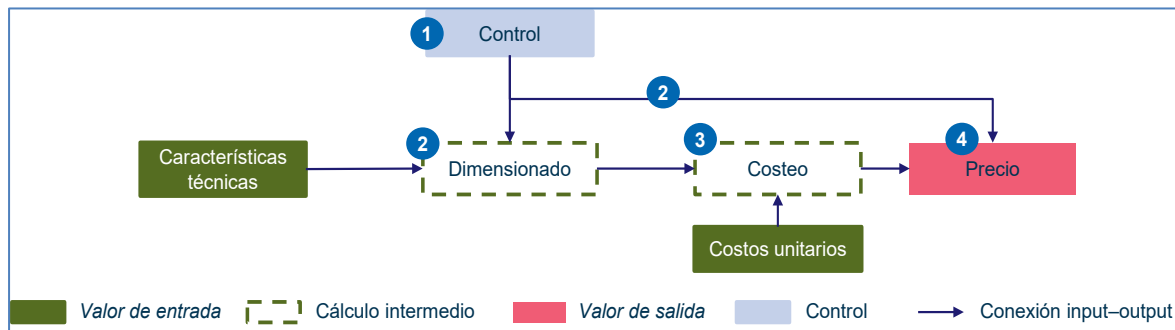 1
Control
2
Características
técnicas
2
Dimensionado
3
Costeo
4
Precio
Costos unitarios
Valor de entrada
Cálculo intermedio
Valor de salida
Control
Conexión input–output